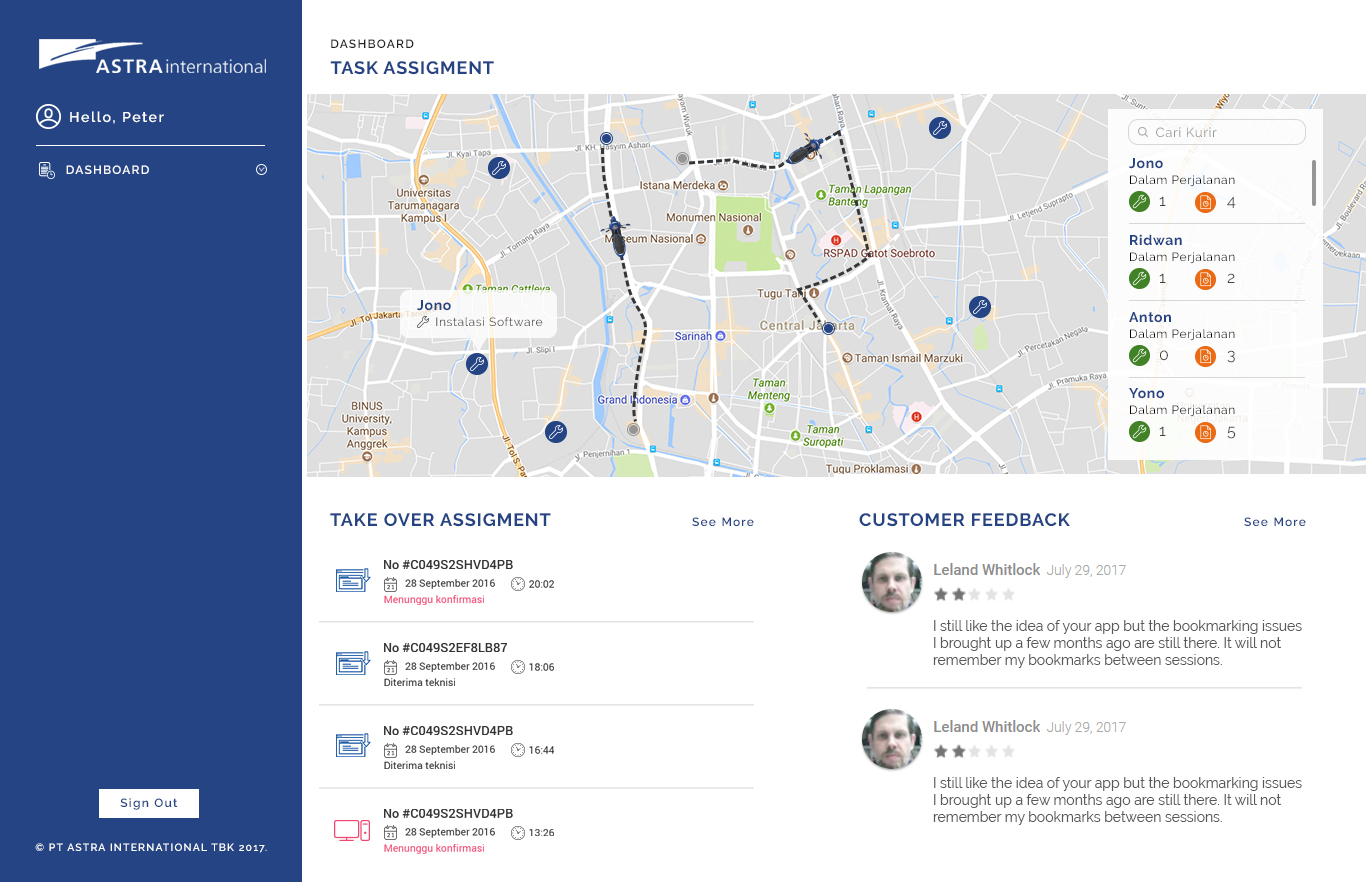 ASTRA international
Hello, Peter
DASHBOARD
Sign Out
© PT ASTRA INTERNATIONAL TBK 2017.
DASHBOARD
TASK ASSIGMENT
Jl. Kyai Tapa
Universitas
Tarumanagara
Kampus I
Jl. Tomang Raya
Jl. KH. Hasyim Ashari
Istana Merdeka
Monumen Nasional
Museum Nasional
Taman Lapangan
Banteng
RSPAD Gatot Soebroto
Jl. Letjend Suprapto
Taman Cattleya
Jono
Instalasi Software
Jl. Slipi I
Tugu Tani
Central Jakarta
Jl. Kramat Raya
Sarinah
Taman Ismail Marzuki
Jl. Percetakan Negara
Jl. Pramuka Raya
Taman
Menteng
Grand Indonesia
BINUS
University,
Kampus
Anggrek
Taman
Suropati
Jl. Penjernihan 1
Tugu Proklamasi
Cari Kurir
Jono
Dalam Perjalanan
1 4
Ridwan
Dalam Perjalanan
1 2
Anton
Dalam Perjalanan
0 3
Yono
Dalam Perjalanan
1 5
TAKE OVER ASSIGMENT See More
No #C049S2SHVD4PB
21 28 September 2016 20:02
Menunggu konfirmasi
No #C049S2EF8LB87
21 28 September 2016 18:06
Diterima teknisi
No #C049S2SHVD4PB
21 28 September 2016 16:44
Diterima teknisi
No #C049S2SHVD4PB
21 28 September 2016 13:26
Menunggu konfirmasi
CUSTOMER FEEDBACK See More
Leland Whitlock July 29, 2017
I still like the idea of your app but the bookmarking issues
I brought up a few months ago are still there. It will not
remember my bookmarks between sessions.
Leland Whitlock July 29, 2017
I still like the idea of your app but the bookmarking issues
I brought up a few months ago are still there. It will not
remember my bookmarks between sessions.